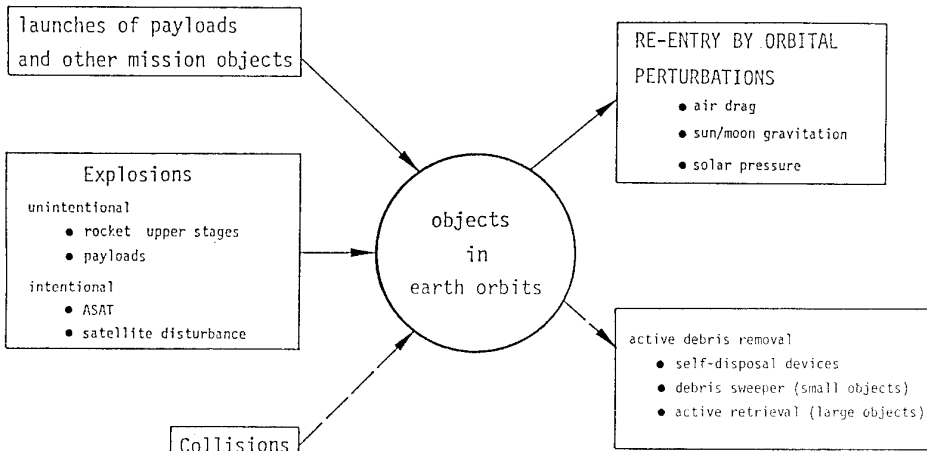 launches of payloads
and other mission objects
Explosions
unintentional
● rocket upper stages
● payloads
intentional
● ASAT
● satellite disturbance
Collisions
objects
in
earth orbits
RE-ENTRY BY ORBITAL
PERTURBATIONS
● air drag
● sun/moon gravitation
● solar pressure
active debris removal
● self-disposal devices
● debris sweeper (small objects)
● active retrieval (large objects)